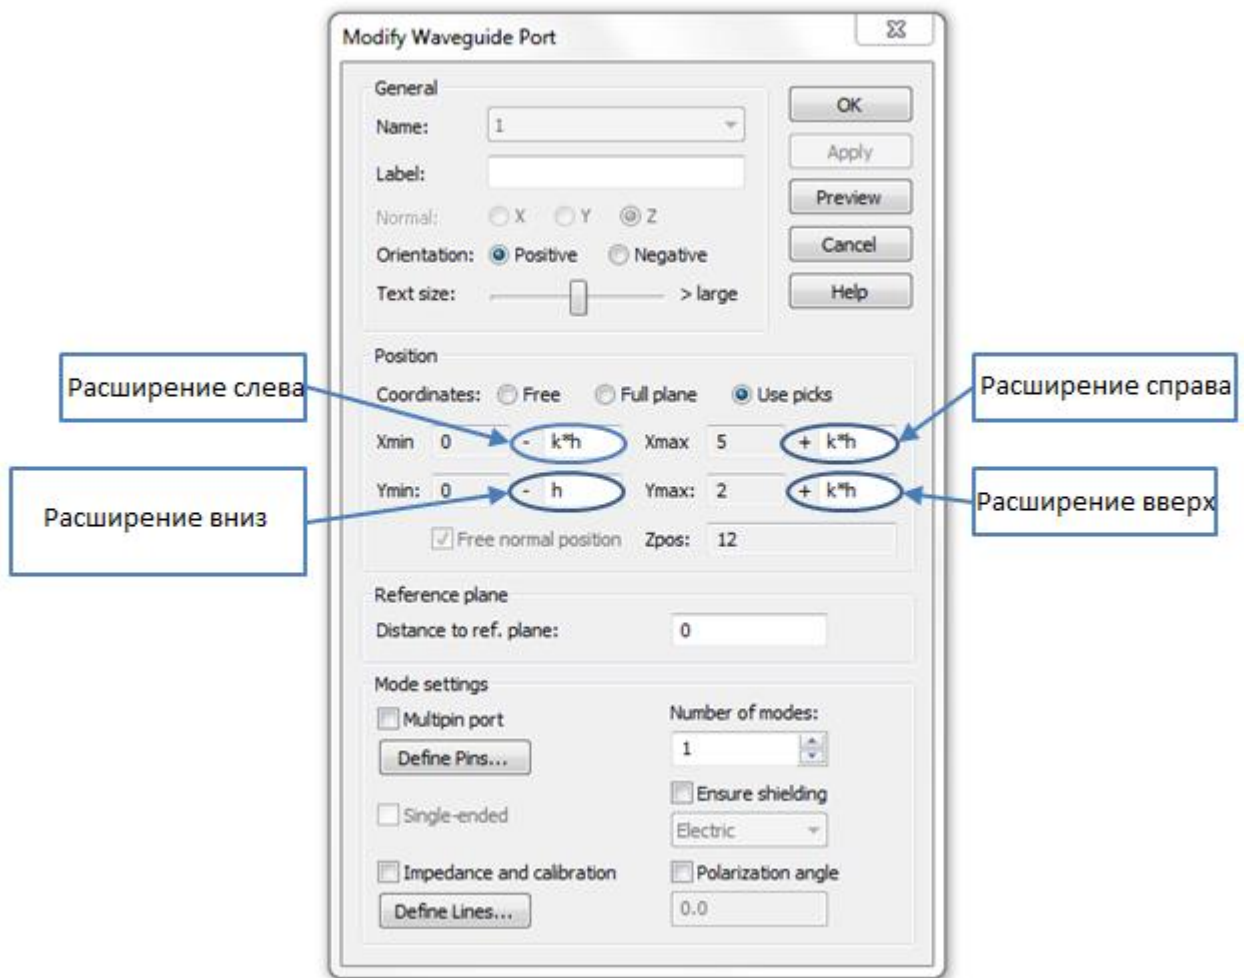 Modify Waveguide Port
General
OK
Name: 1
Apply
Label:
Preview
Normal: X Y Z
Cancel
Orientation: Positive Negative
Help
Text size: > large
Position
Расширение слева
Coordinates: Free Full plane Use picks
Расширение справа
Xmin 0 - k*h Xmax 5 + k*h
Ymin: 0 - h Ymax: 2 + k*h
Расширение вниз
Расширение вверх
Free normal position Zpos: 12
Reference plane
Distance to ref. plane: 0
Mode settings
Multipin port Number of modes:
Define Pins... 1
Ensure shielding
Single-ended Electric
Impedance and calibration Polarization angle
Define Lines... 0.0